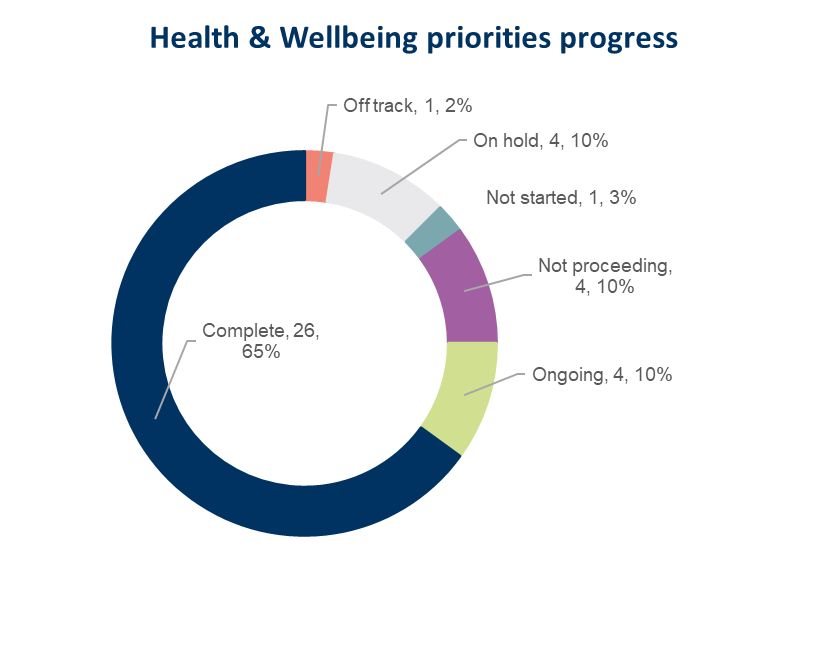 Health & Wellbeing priorities progress
Off track, 1, 2%
On hold, 4, 10%
Not started, 1, 3%
Not proceeding,
4, 10%
Complete, 26,
65%
Ongoing, 4, 10%